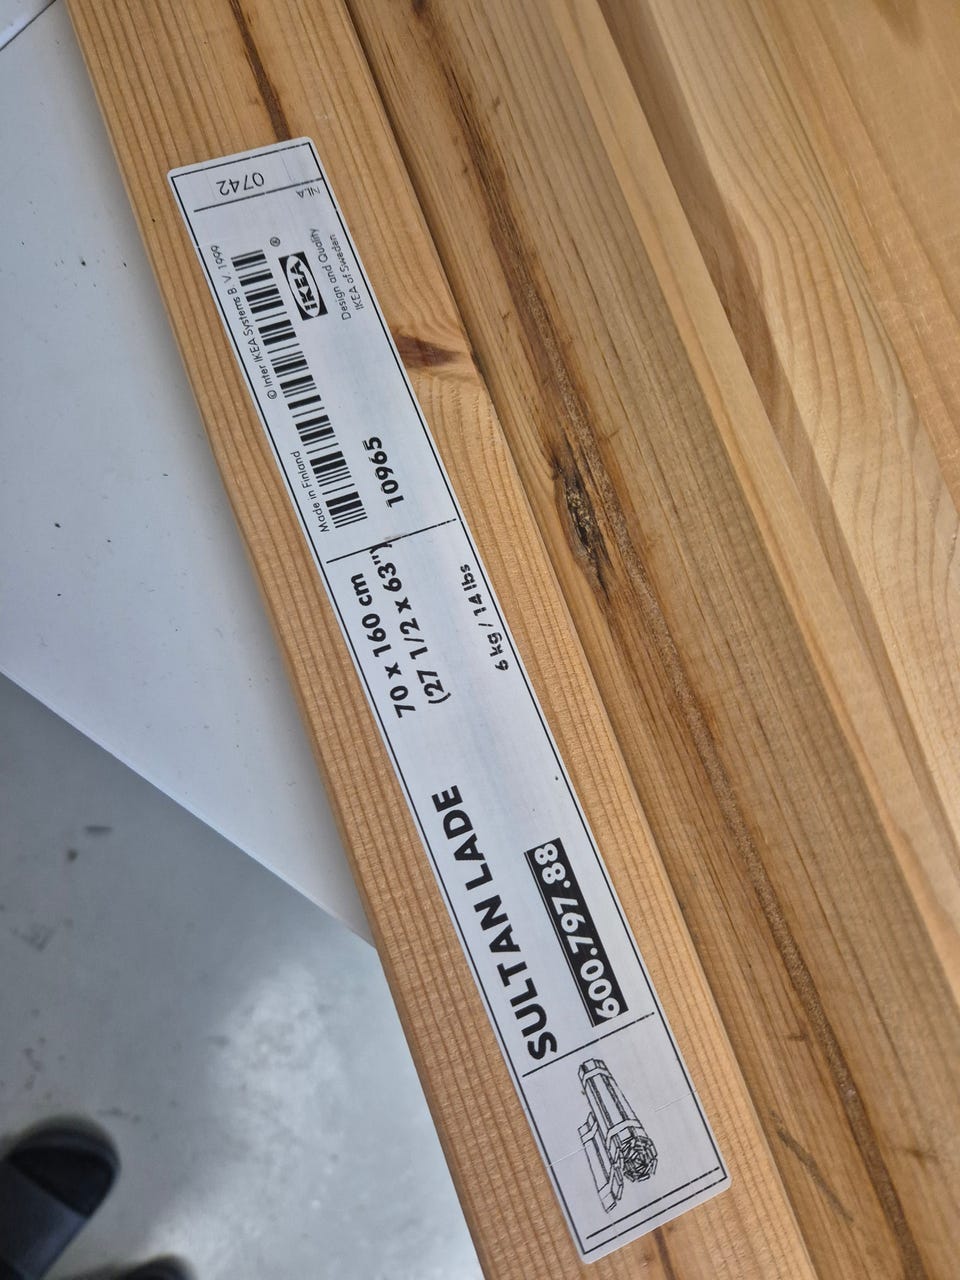 SULTAN LADE
600.797.88
70 x 160 cm
(27 1/2 x 63")
6 kg / 14 lbs
Made in Finland
© Inter IKEA Systems B.V. 1999
10965
IKEA
®
Design and Quality
IKEA of Sweden
0742
NLA